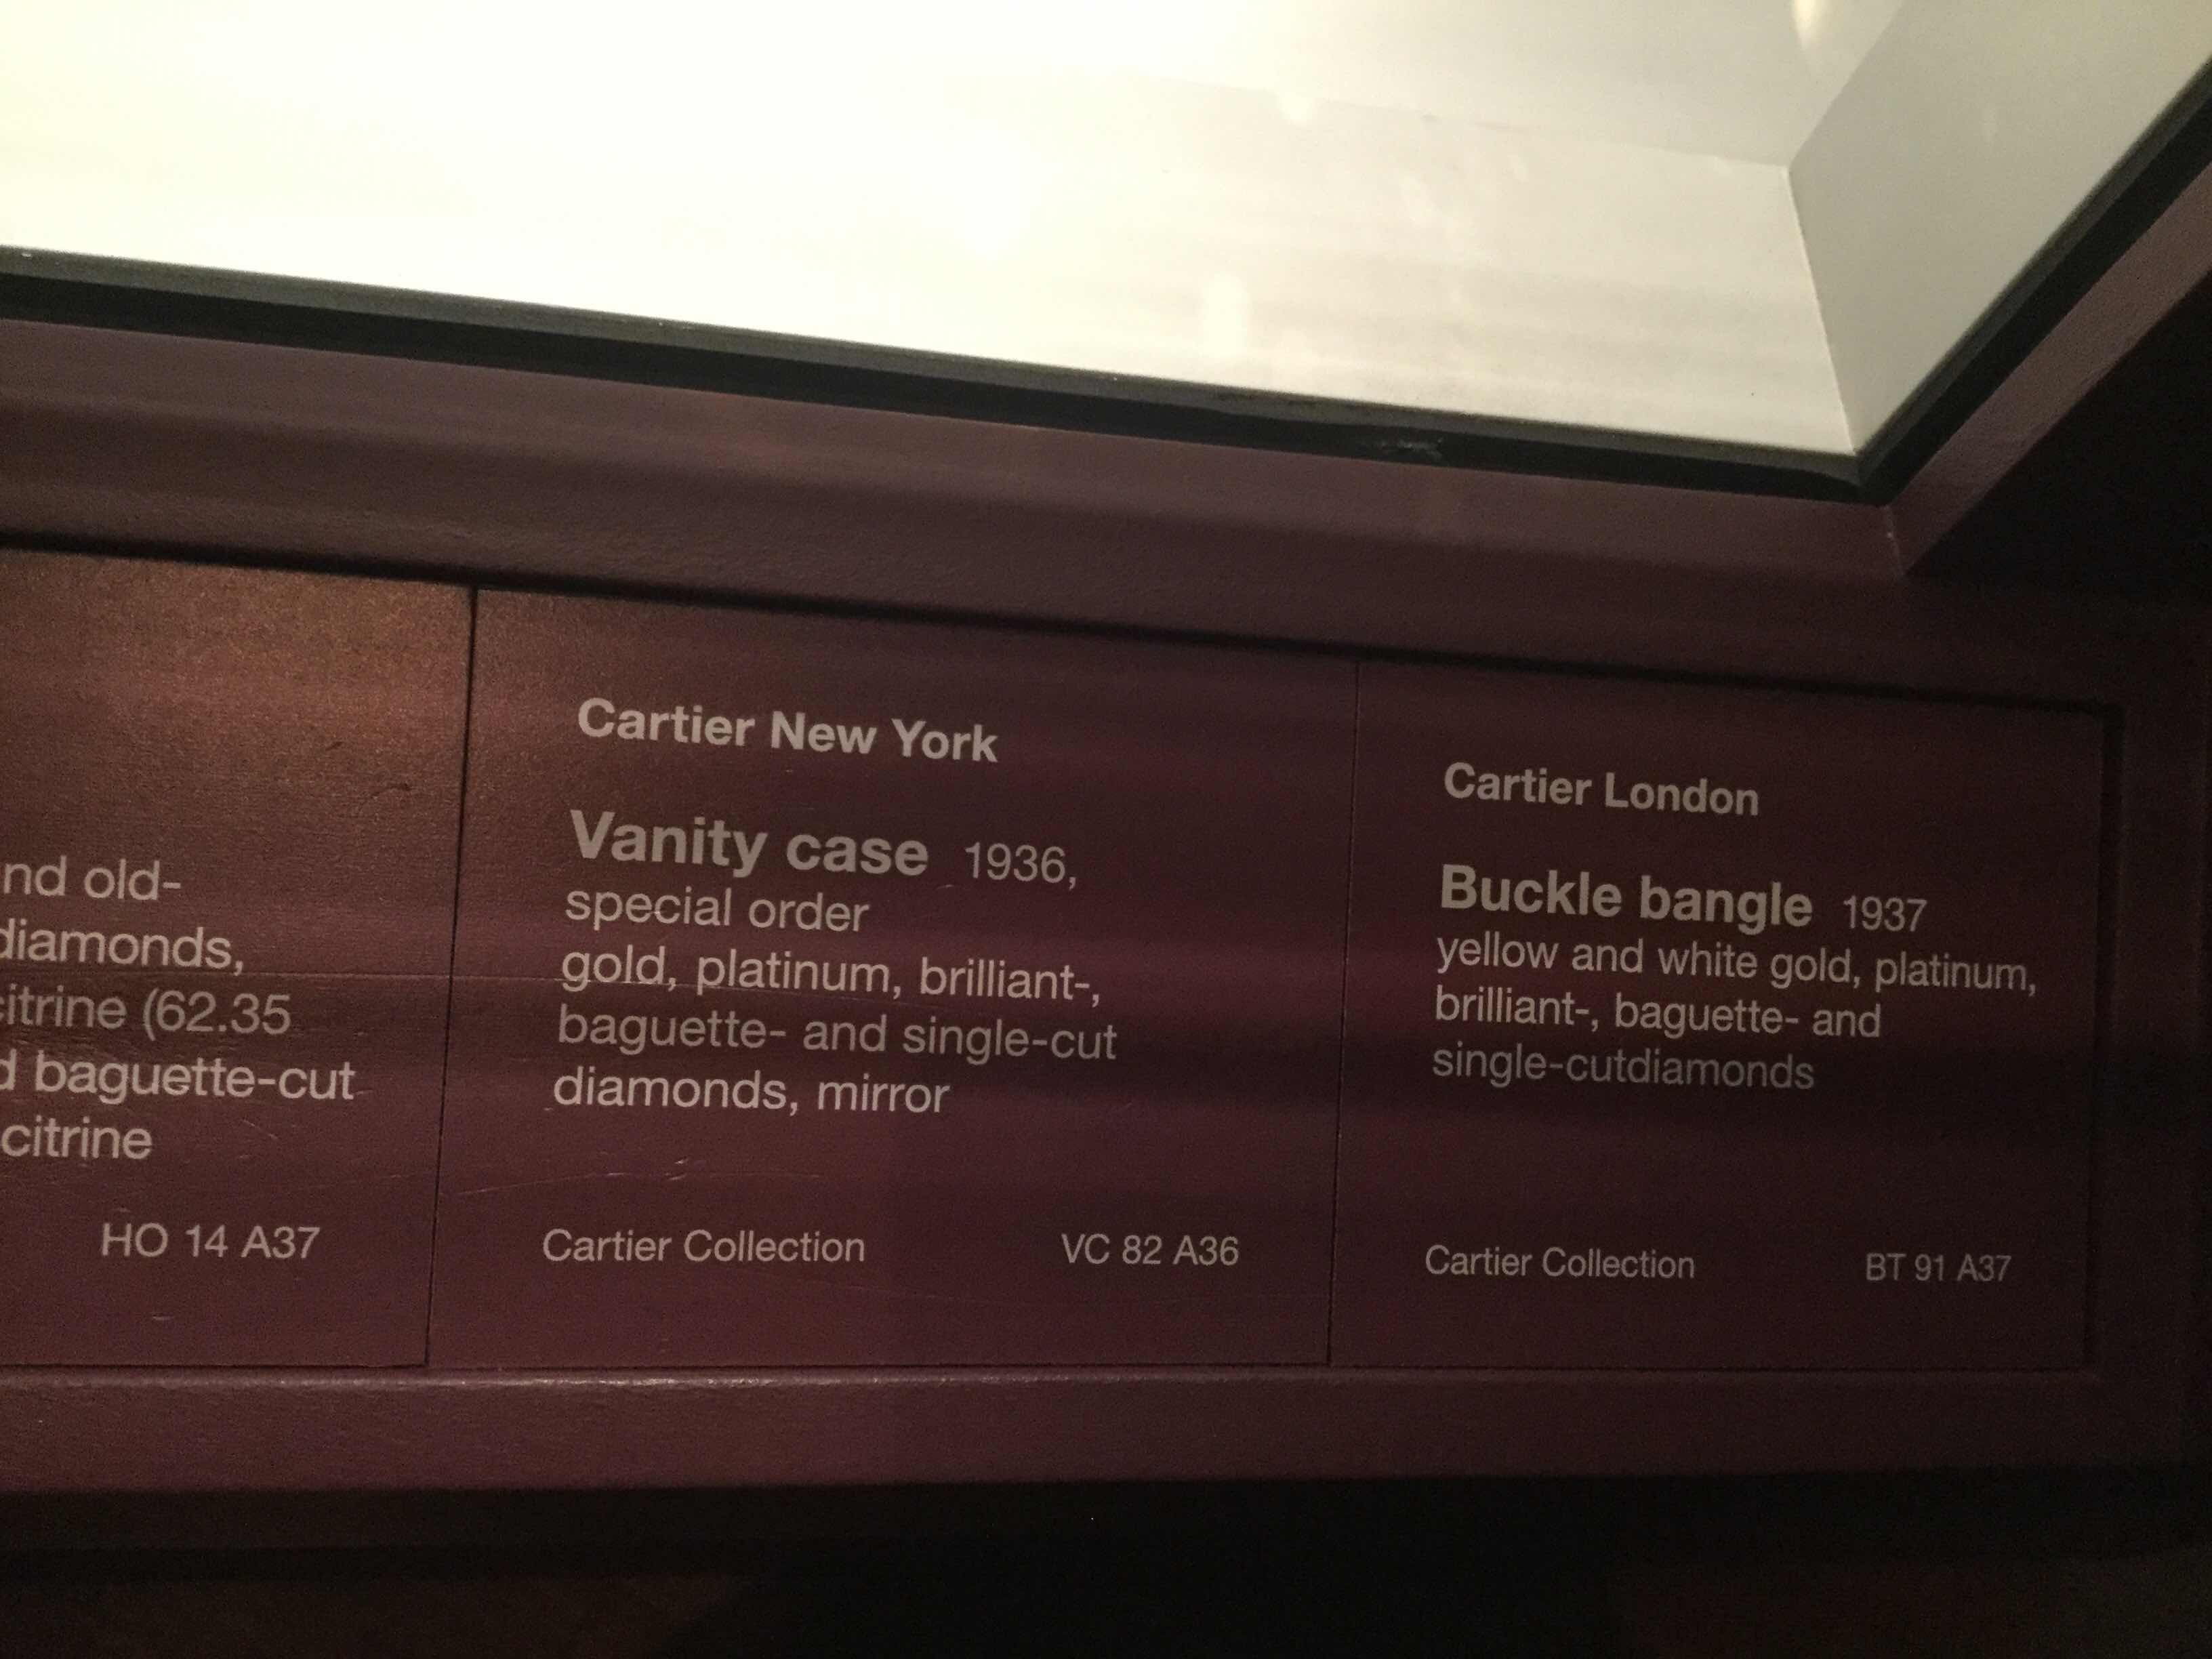 nd old-
diamonds,
citrine (62.35
d baguette-cut
citrine
HO 14 A37
Cartier New York
Vanity case 1936,
special order
gold, platinum, brilliant-,
baguette- and single-cut
diamonds, mirror
Cartier Collection VC 82 A36
Cartier London
Buckle bangle 1937
yellow and white gold, platinum,
brilliant-, baguette- and
single-cutdiamonds
Cartier Collection BT 91 A37